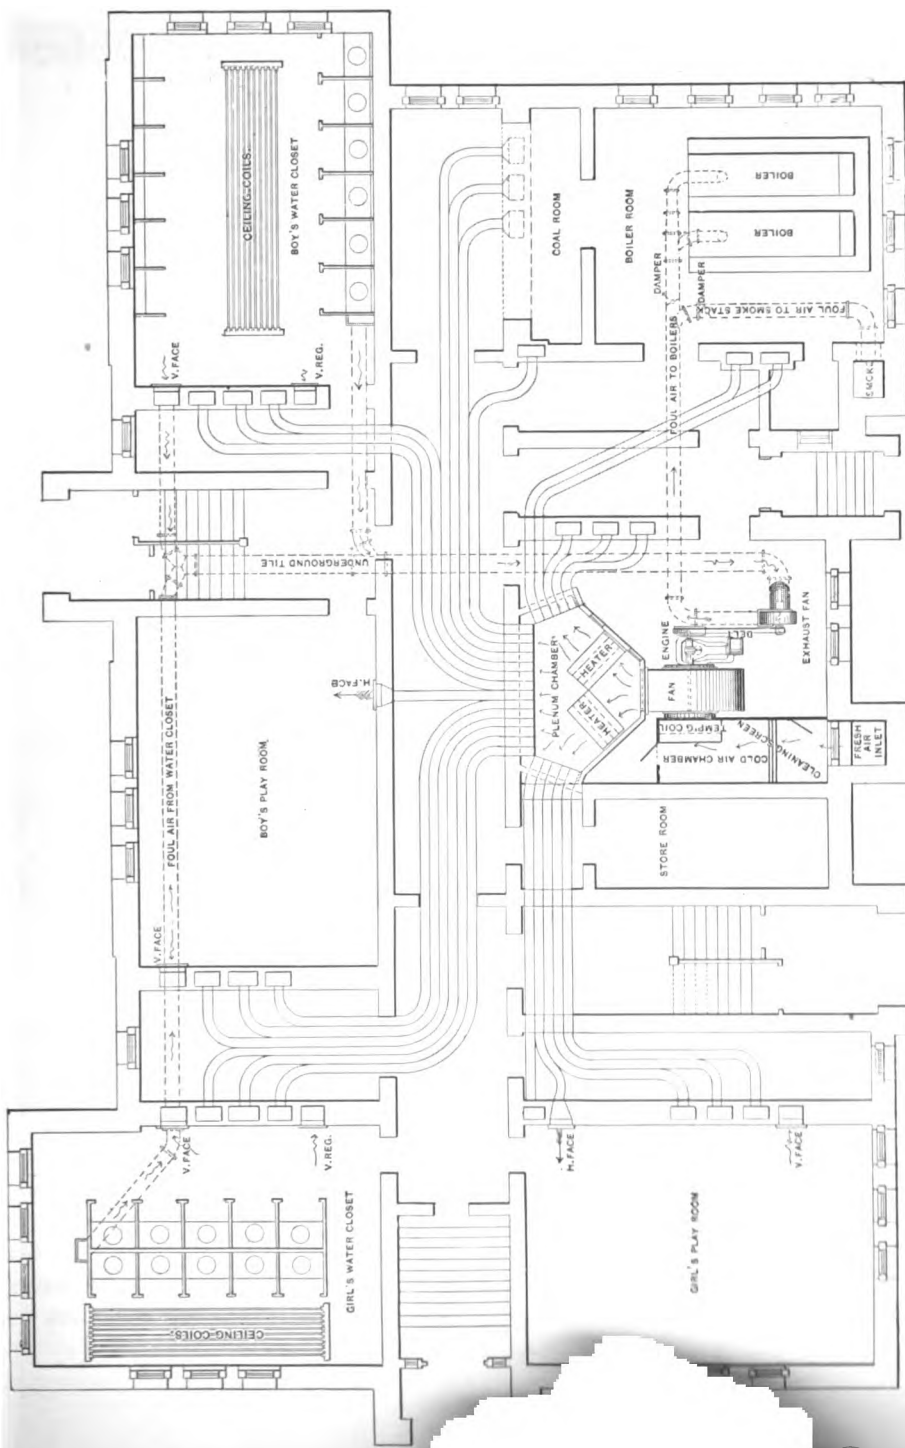 CEILING-COILS.
BOY'S WATER CLOSET
COAL ROOM
BOILER ROOM
BOILER
BOILER
DAMPER
DAMPER
FOUL AIR TO SMOKE STACK
FOUL AIR TO BOILERS
V. FACE
V. REG.
UNDERGROUND TILE
H. FACE
PLENUM CHAMBER
HEATER
HEATER
ENGINE
FAN
EXHAUST FAN
TEMP'G COIL
COLD AIR CHAMBER
CLEANING SCREEN
FRESH
AIR
INLET
FOUL AIR FROM WATER CLOSET
BOY'S PLAY ROOM
STORE ROOM
V. FACE
V. FACE
V. REG.
H. FACE
V. FACE
GIRL'S WATER CLOSET
CEILING-COILS.
GIRL'S PLAY ROOM